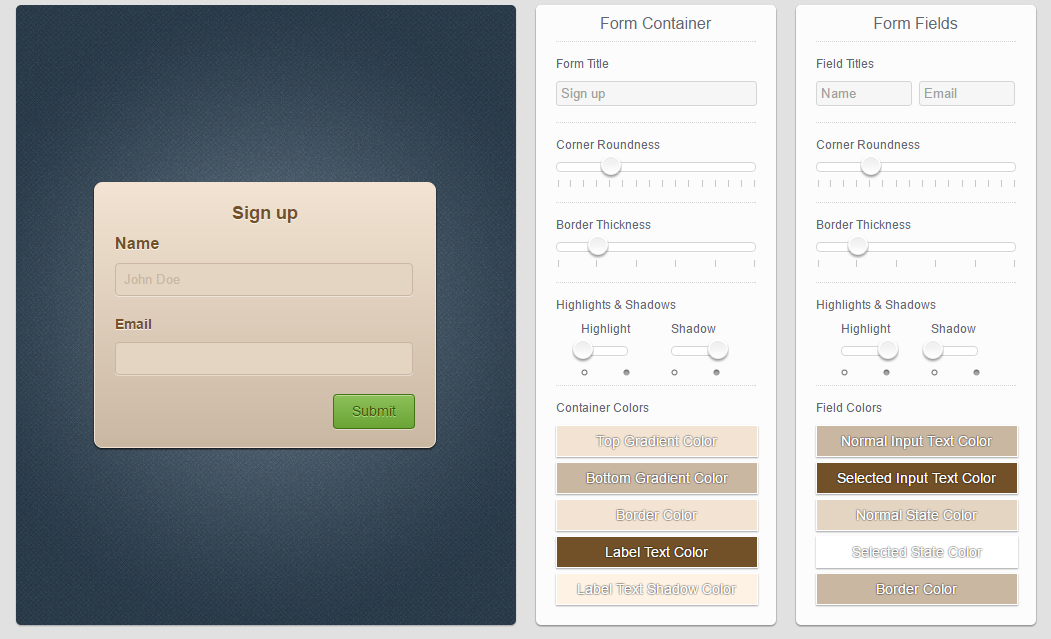 Sign up
Name
John Doe
Email
Submit
Form Container
Form Title
Sign up
Corner Roundness
Border Thickness
Highlights & Shadows
Highlight Shadow
Container Colors
Top Gradient Color
Bottom Gradient Color
Border Color
Label Text Color
Label Text Shadow Color
Form Fields
Field Titles
Name Email
Corner Roundness
Border Thickness
Highlights & Shadows
Highlight Shadow
Field Colors
Normal Input Text Color
Selected Input Text Color
Normal State Color
Selected State Color
Border Color